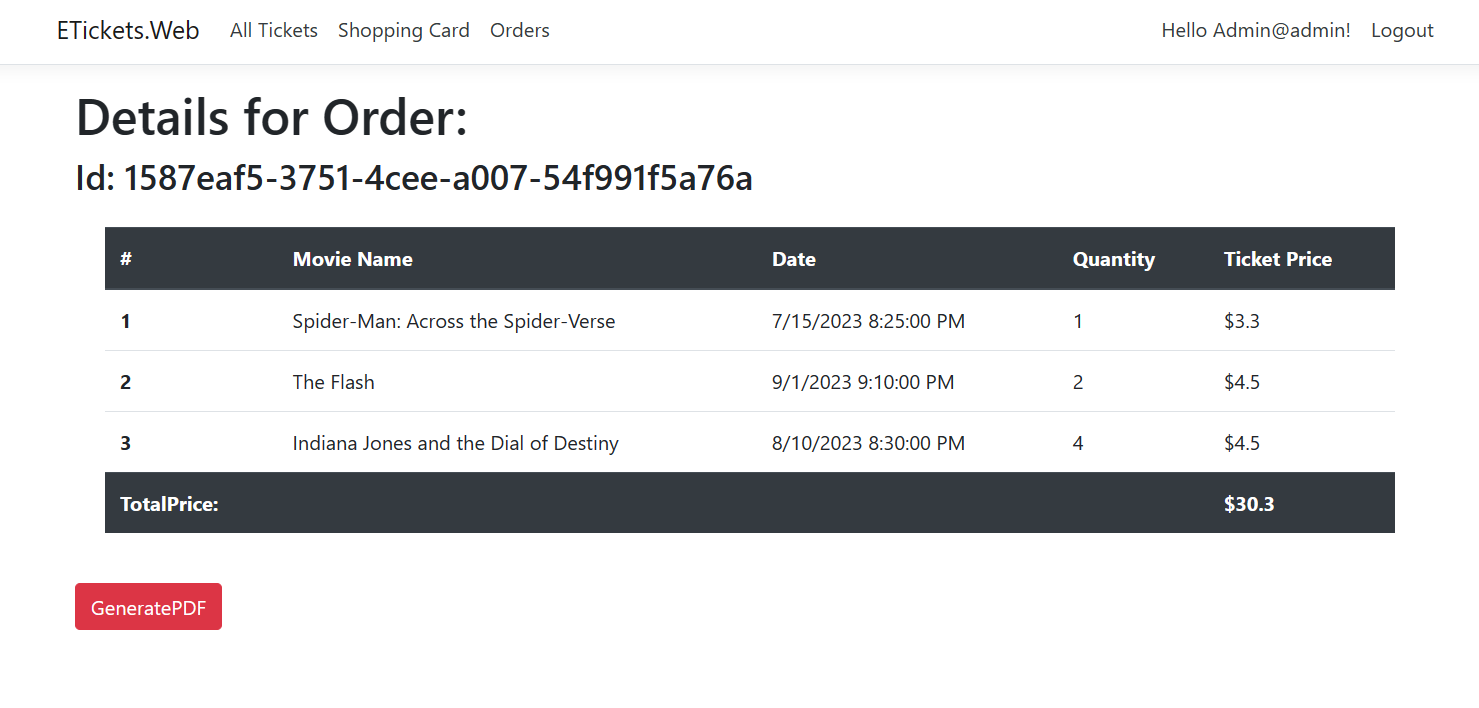 ETickets.Web All Tickets Shopping Card Orders Hello Admin@admin! Logout
Details for Order:
Id: 1587eaf5-3751-4cee-a007-54f991f5a76a
# Movie Name Date Quantity Ticket Price
1 Spider-Man: Across the Spider-Verse 7/15/2023 8:25:00 PM 1 $3.3
2 The Flash 9/1/2023 9:10:00 PM 2 $4.5
3 Indiana Jones and the Dial of Destiny 8/10/2023 8:30:00 PM 4 $4.5
TotalPrice: $30.3
GeneratePDF